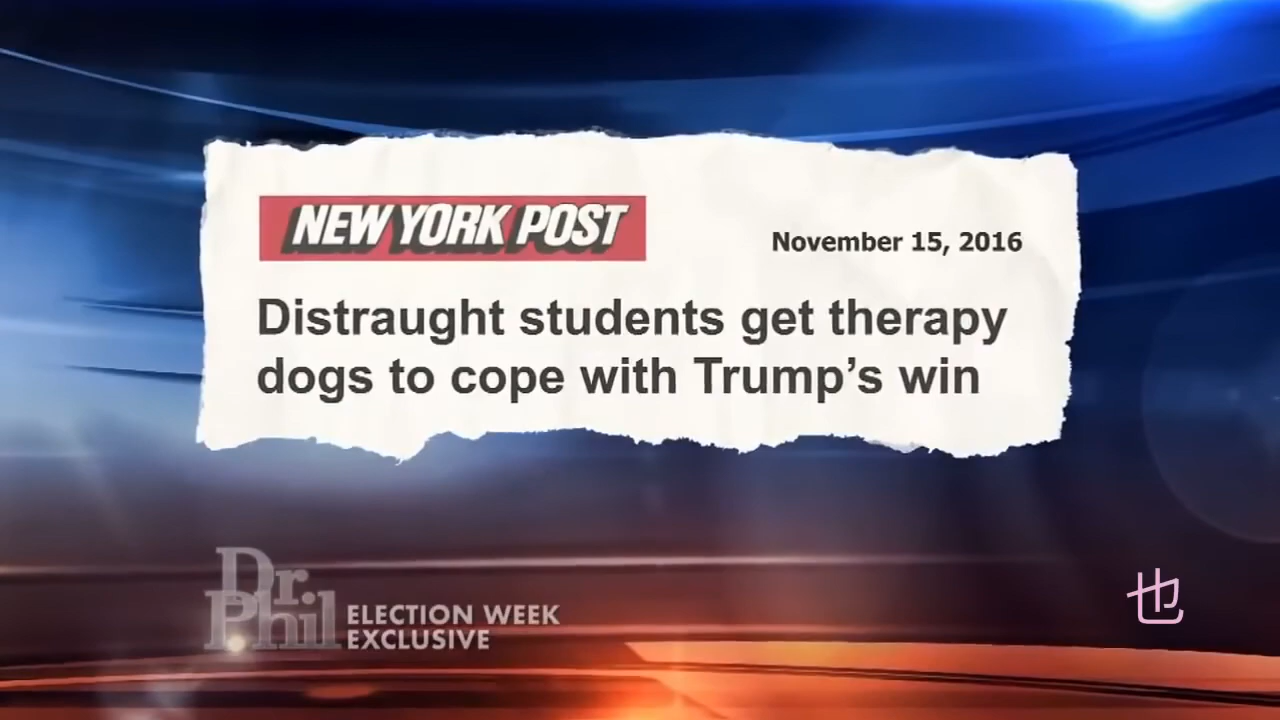 NEW YORK POST
November 15, 2016
Distraught students get therapy
dogs to cope with Trump’s win
Dr.
Phil
ELECTION WEEK
EXCLUSIVE
也